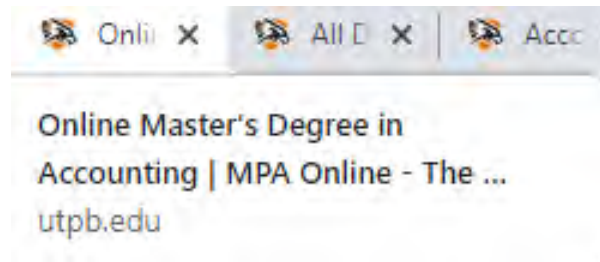 Onli All D Acco
Online Master's Degree in
Accounting | MPA Online - The ...
utpb.edu